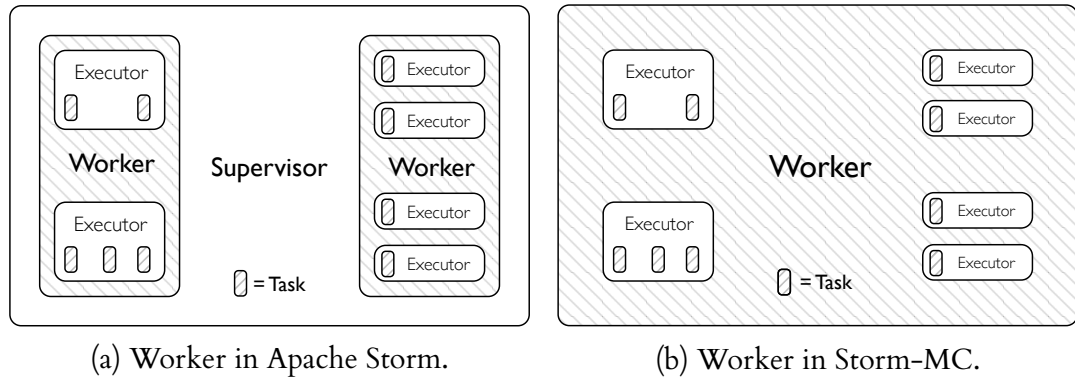 Executor
Worker
Executor
Supervisor
= Task
Executor
Executor
Worker
Executor
Executor
(a) Worker in Apache Storm.
Executor
Executor
Worker
= Task
Executor
Executor
Executor
Executor
(b) Worker in Storm-MC.